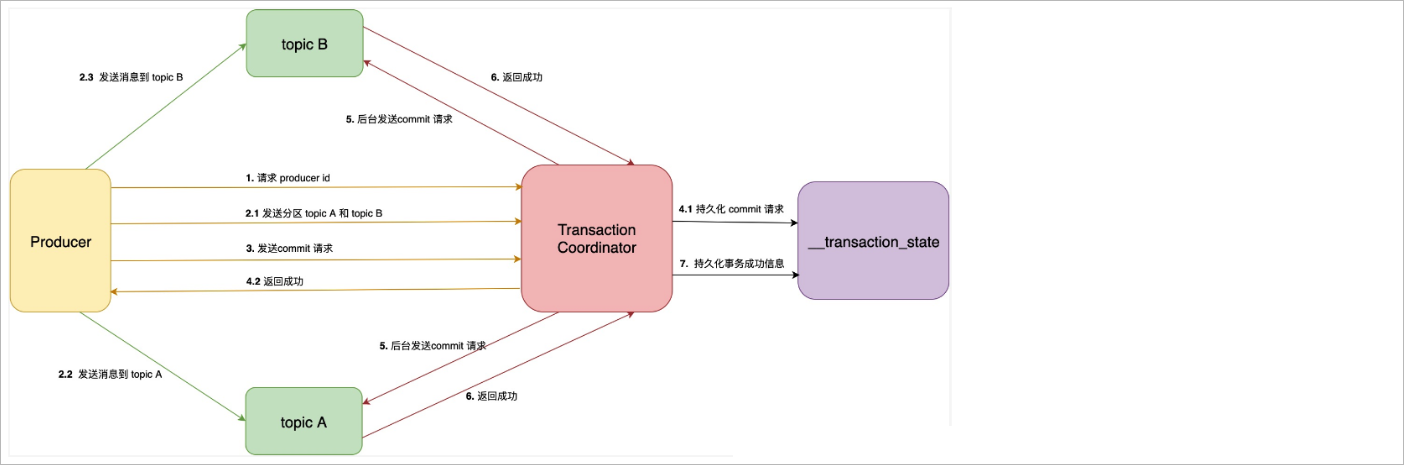 topic B
2.3 发送消息到 topic B
6. 返回成功
5. 后台发送commit 请求
1. 请求 producer id
2.1 发送分区 topic A 和 topic B
4.1 持久化 commit 请求
Producer
Transaction
Coordinator
__transaction_state
3. 发送commit 请求
7. 持久化事务成功信息
4.2 返回成功
5. 后台发送commit 请求
2.2 发送消息到 topic A
6. 返回成功
topic A